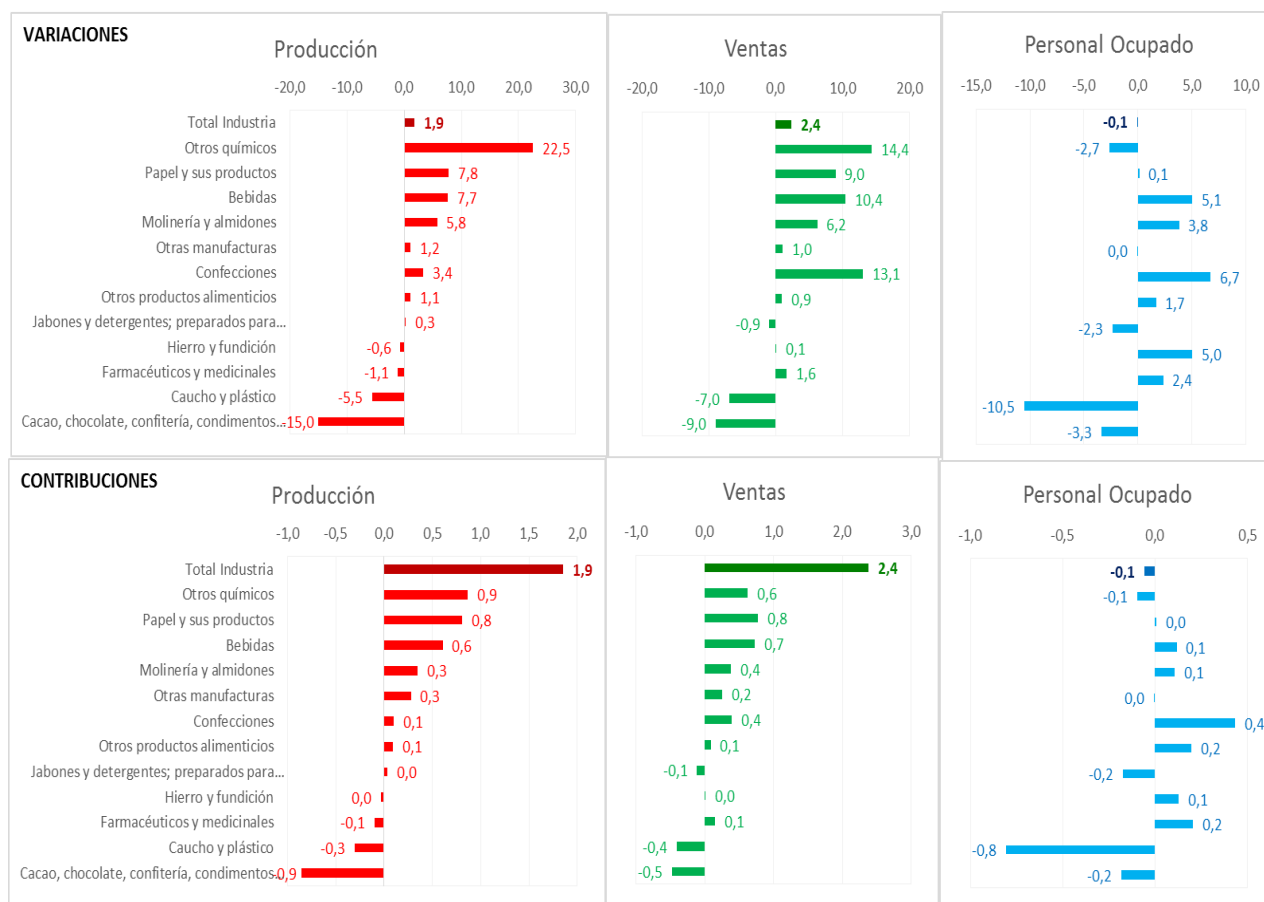 VARIACIONES
Producción
-20,0 -10,0 0,0 10,0 20,0 30,0
Total Industria 1,9
Otros químicos 22,5
Papel y sus productos 7,8
Bebidas 7,7
Molinería y almidones 5,8
Otras manufacturas 1,2
Confecciones 3,4
Otros productos alimenticios 1,1
Jabones y detergentes; preparados para... 0,3
Hierro y fundición -0,6
Farmacéuticos y medicinales -1,1
Caucho y plástico -5,5
Cacao, chocolate, confitería, condimentos... -15,0
Ventas
-20,0 -10,0 0,0 10,0 20,0
2,4
14,4
9,0
10,4
6,2
1,0
13,1
0,9
-0,9
0,1
1,6
-7,0
-9,0
Personal Ocupado
-15,0 -10,0 -5,0 0,0 5,0 10,0
-0,1
-2,7
0,1
5,1
3,8
0,0
6,7
1,7
-2,3
5,0
2,4
-10,5
-3,3
CONTRIBUCIONES
Producción
-1,0 -0,5 0,0 0,5 1,0 1,5 2,0
Total Industria 1,9
Otros químicos 0,9
Papel y sus productos 0,8
Bebidas 0,6
Molinería y almidones 0,3
Otras manufacturas 0,3
Confecciones 0,1
Otros productos alimenticios 0,1
Jabones y detergentes; preparados para... 0,0
Hierro y fundición 0,0
Farmacéuticos y medicinales -0,1
Caucho y plástico -0,3
Cacao, chocolate, confitería, condimentos... -0,9
Ventas
-1,0 0,0 1,0 2,0 3,0
2,4
0,6
0,8
0,7
0,4
0,2
0,4
0,1
-0,1
0,0
0,1
-0,4
-0,5
Personal Ocupado
-1,0 -0,5 0,0 0,5
-0,1
-0,1
0,0
0,1
0,1
0,0
0,4
0,2
-0,2
0,1
0,2
-0,8
-0,2